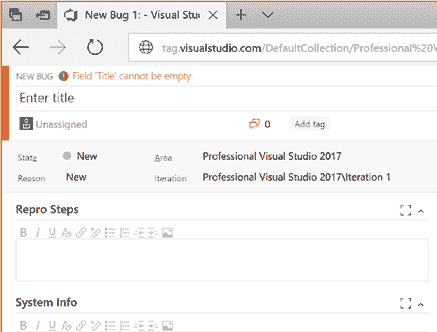 New Bug 1: - Visual Stu
tag.visualstudio.com/DefaultCollection/Professional%20V
NEW BUG Field 'Title' cannot be empty.
Enter title
Unassigned 0 Add tag
State New Area Professional Visual Studio 2017
Reason New Iteration Professional Visual Studio 2017\Iteration 1
Repro Steps
B I U
System Info
B I U